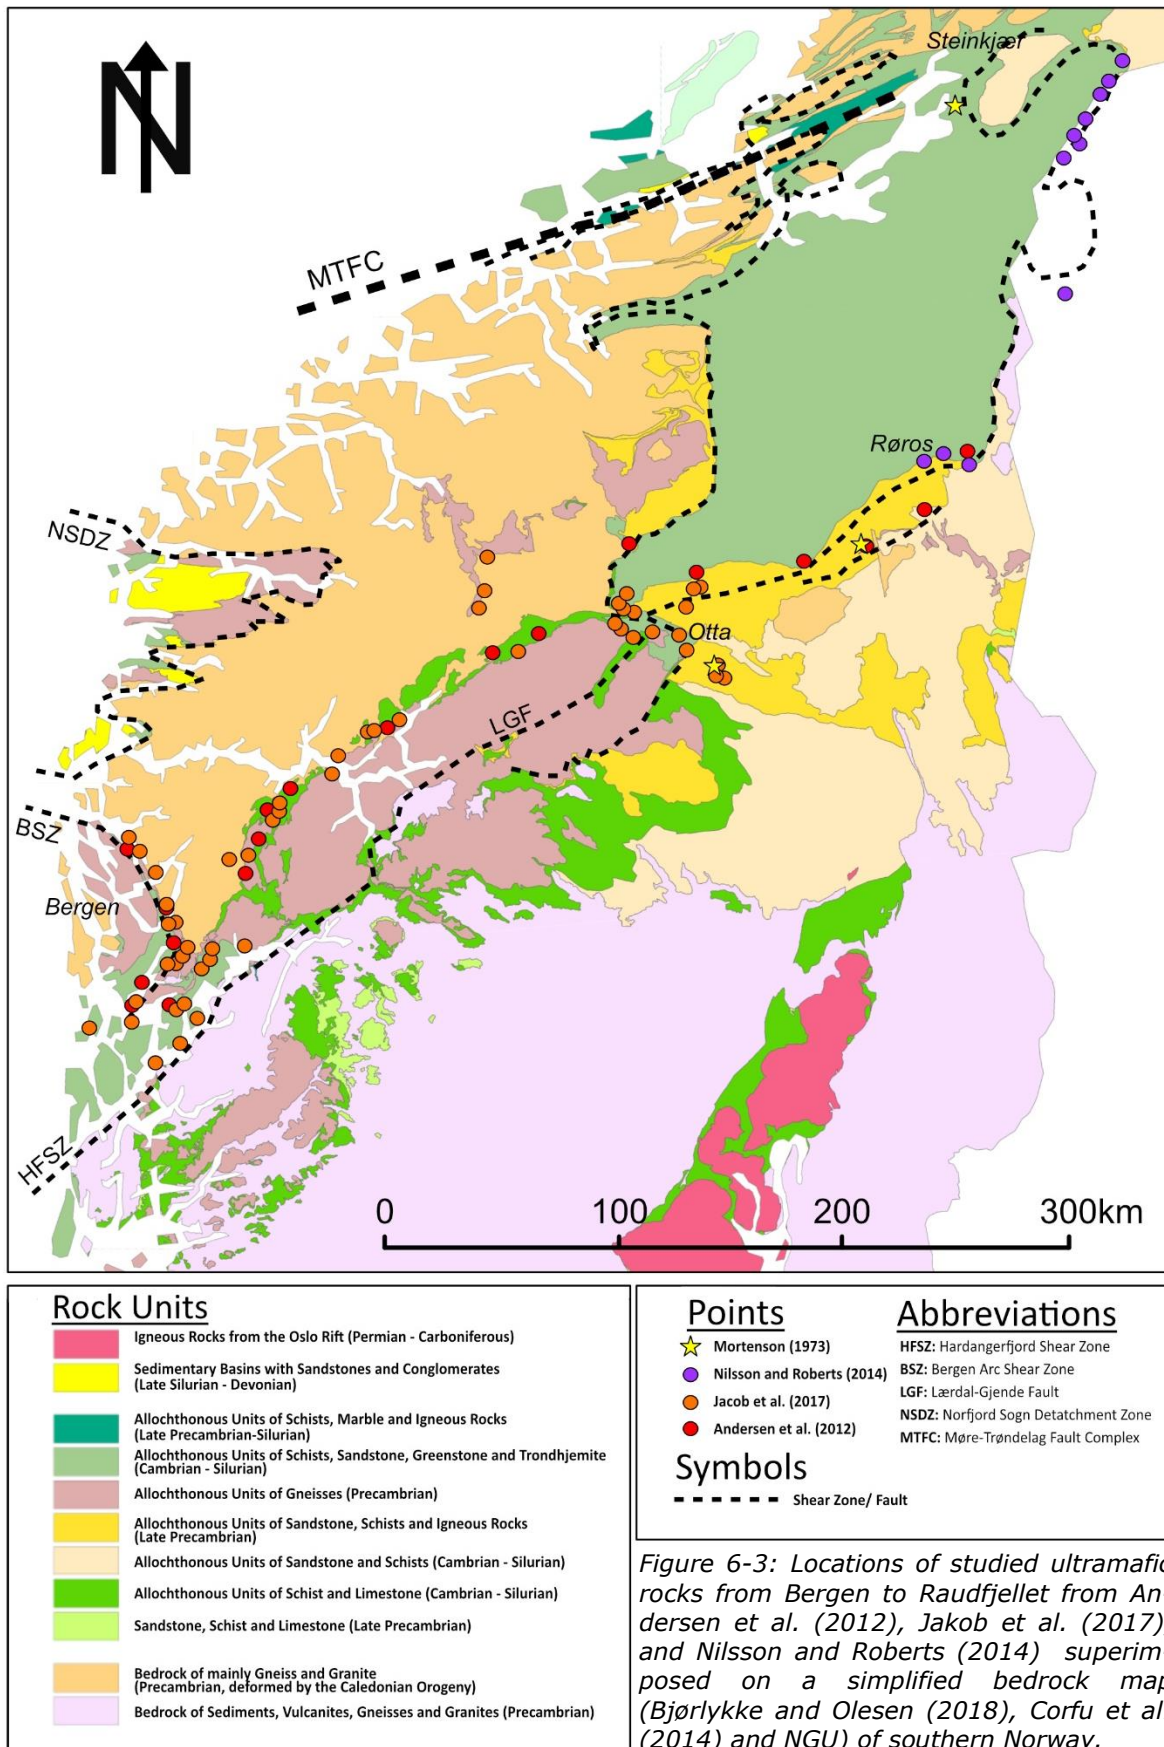 N
Steinkjær
MTFC
Røros
NSDZ
Otta
LGF
BSZ
Bergen
HFSZ
0 100 200 300km
Rock Units
Igneous Rocks from the Oslo Rift (Permian - Carboniferous)
Sedimentary Basins with Sandstones and Conglomerates
(Late Silurian - Devonian)
Allochthonous Units of Schists, Marble and Igneous Rocks
(Late Precambrian-Silurian)
Allochthonous Units of Schists, Sandstone, Greenstone and Trondhjemite
(Cambrian - Silurian)
Allochthonous Units of Gneisses (Precambrian)
Allochthonous Units of Sandstone, Schists and Igneous Rocks
(Late Precambrian)
Allochthonous Units of Sandstone and Schists (Cambrian - Silurian)
Allochthonous Units of Schist and Limestone (Cambrian - Silurian)
Sandstone, Schist and Limestone (Late Precambrian)
Bedrock of mainly Gneiss and Granite
(Precambrian, deformed by the Caledonian Orogeny)
Bedrock of Sediments, Vulcanites, Gneisses and Granites (Precambrian)
Points
Mortenson (1973)
Nilsson and Roberts (2014)
Jacob et al. (2017)
Andersen et al. (2012)
Symbols
Shear Zone/ Fault
Abbreviations
HFSZ: Hardangerfjord Shear Zone
BSZ: Bergen Arc Shear Zone
LGF: Lærdal-Gjende Fault
NSDZ: Norfjord Sogn Detatchment Zone
MTFC: Møre-Trøndelag Fault Complex
Figure 6-3: Locations of studied ultramafic
rocks from Bergen to Raudfjellet from An-
dersen et al. (2012), Jakob et al. (2017),
and Nilsson and Roberts (2014) superim-
posed on a simplified bedrock map
(Bjørlykke and Olesen (2018), Corfu et al.
(2014) and NGU) of southern Norway.